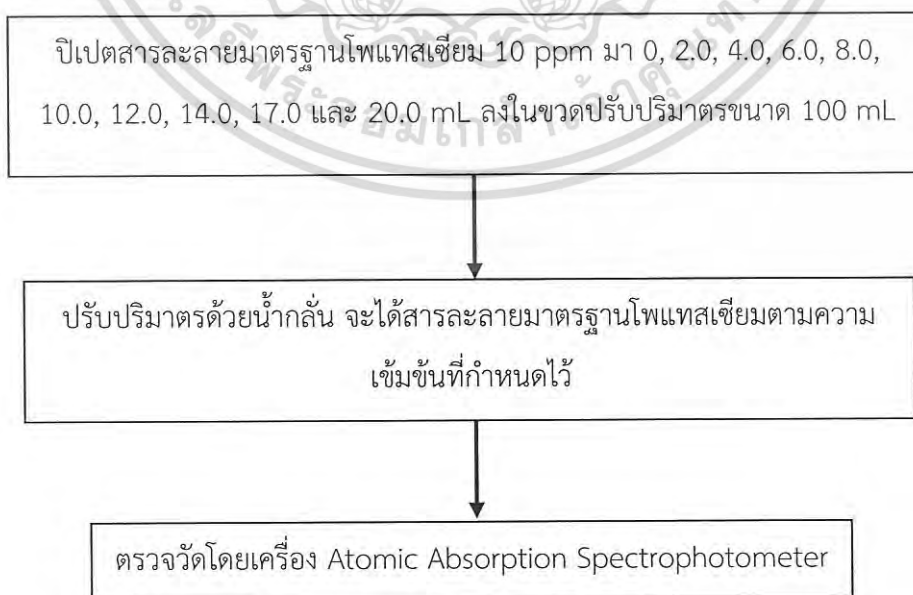 ปิเปตสารละลายมาตรฐานโพแทสเซียม 10 ppm มา 0, 2.0, 4.0, 6.0, 8.0,
10.0, 12.0, 14.0, 17.0 และ 20.0 mL ลงในขวดปรับปริมาตรขนาด 100 mL
ปรับปริมาตรด้วยน้ำกลั่น จะได้สารละลายมาตรฐานโพแทสเซียมตามความ
เข้มข้นที่กำหนดไว้
ตรวจวัดโดยเครื่อง Atomic Absorption Spectrophotometer